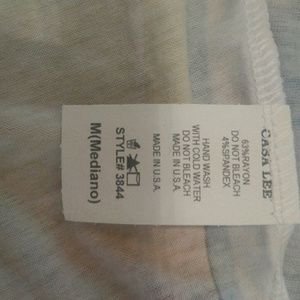 CASA LEE
63%RAYON
DO NOT BLEACH
4%SPANDEX
HAND WASH
WITH COLD WATER
DO NOT BLEACH
MADE IN U.S.A.
MADE IN U.S.A.
STYLE# 3844
M(Mediano)